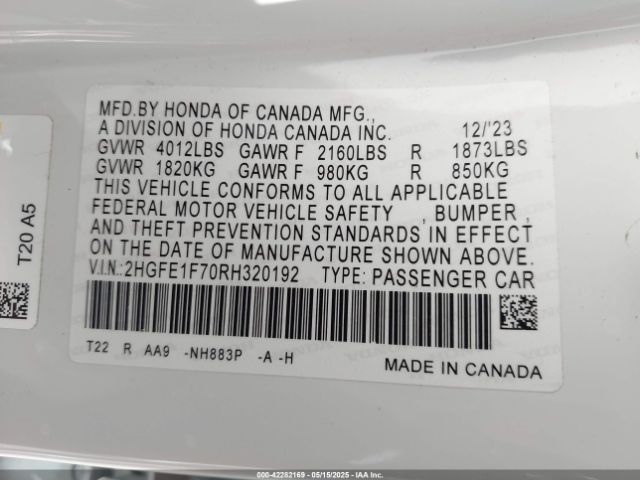 MFD.BY HONDA OF CANADA MFG.,
A DIVISION OF HONDA CANADA INC. 12/'23
GVWR 4012LBS GAWR F 2160LBS R 1873LBS
GVWR 1820KG GAWR F 980KG R 850KG
THIS VEHICLE CONFORMS TO ALL APPLICABLE
FEDERAL MOTOR VEHICLE SAFETY , BUMPER ,
AND THEFT PREVENTION STANDARDS IN EFFECT
ON THE DATE OF MANUFACTURE SHOWN ABOVE.
V.I.N.:2HGFE1F70RH320192 TYPE: PASSENGER CAR
T22 R AA9 -NH883P -A -H
MADE IN CANADA
T20 A5
000-42282169 - 05/15/2025 - IAAI.COM